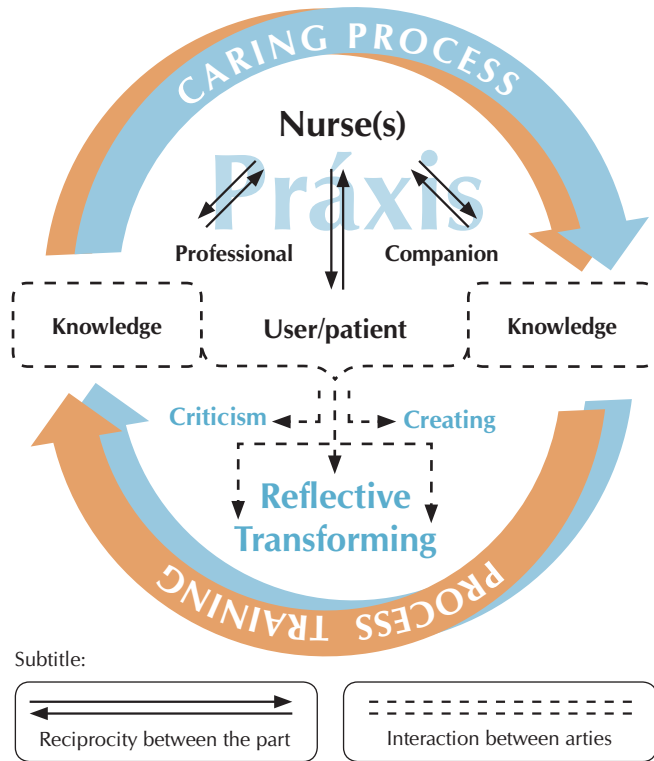 CARING PROCESS
Nurse(s)
Práxis
Professional
Companion
Knowledge
User/patient
Knowledge
Criticism
Creating
Reflective
Transforming
PROCESS TRAINING
Subtitle:
Reciprocity between the part
Interaction between arties